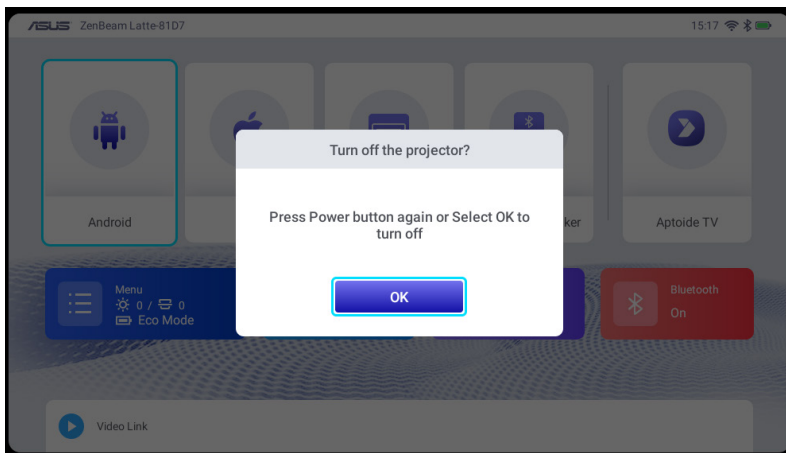 ASUS ZenBeam Latte-81D7 15:17
Turn off the projector?
Press Power button again or Select OK to
turn off
OK
Android
ker
Aptoide TV
Menu
0 / 0
Eco Mode
Bluetooth
On
Video Link